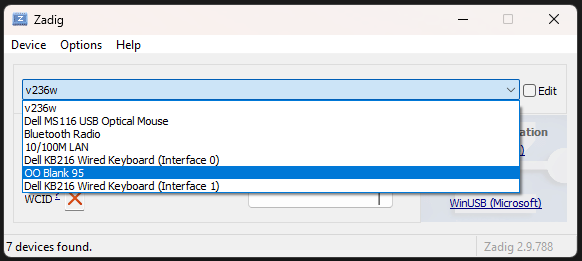 Zadig
Device Options Help
v236w Edit
v236w
Dell MS116 USB Optical Mouse
Bluetooth Radio
10/100M LAN
Dell KB216 Wired Keyboard (Interface 0)
OO Blank 95
Dell KB216 Wired Keyboard (Interface 1)
WCID ?
WinUSB (Microsoft)
7 devices found. Zadig 2.9.788